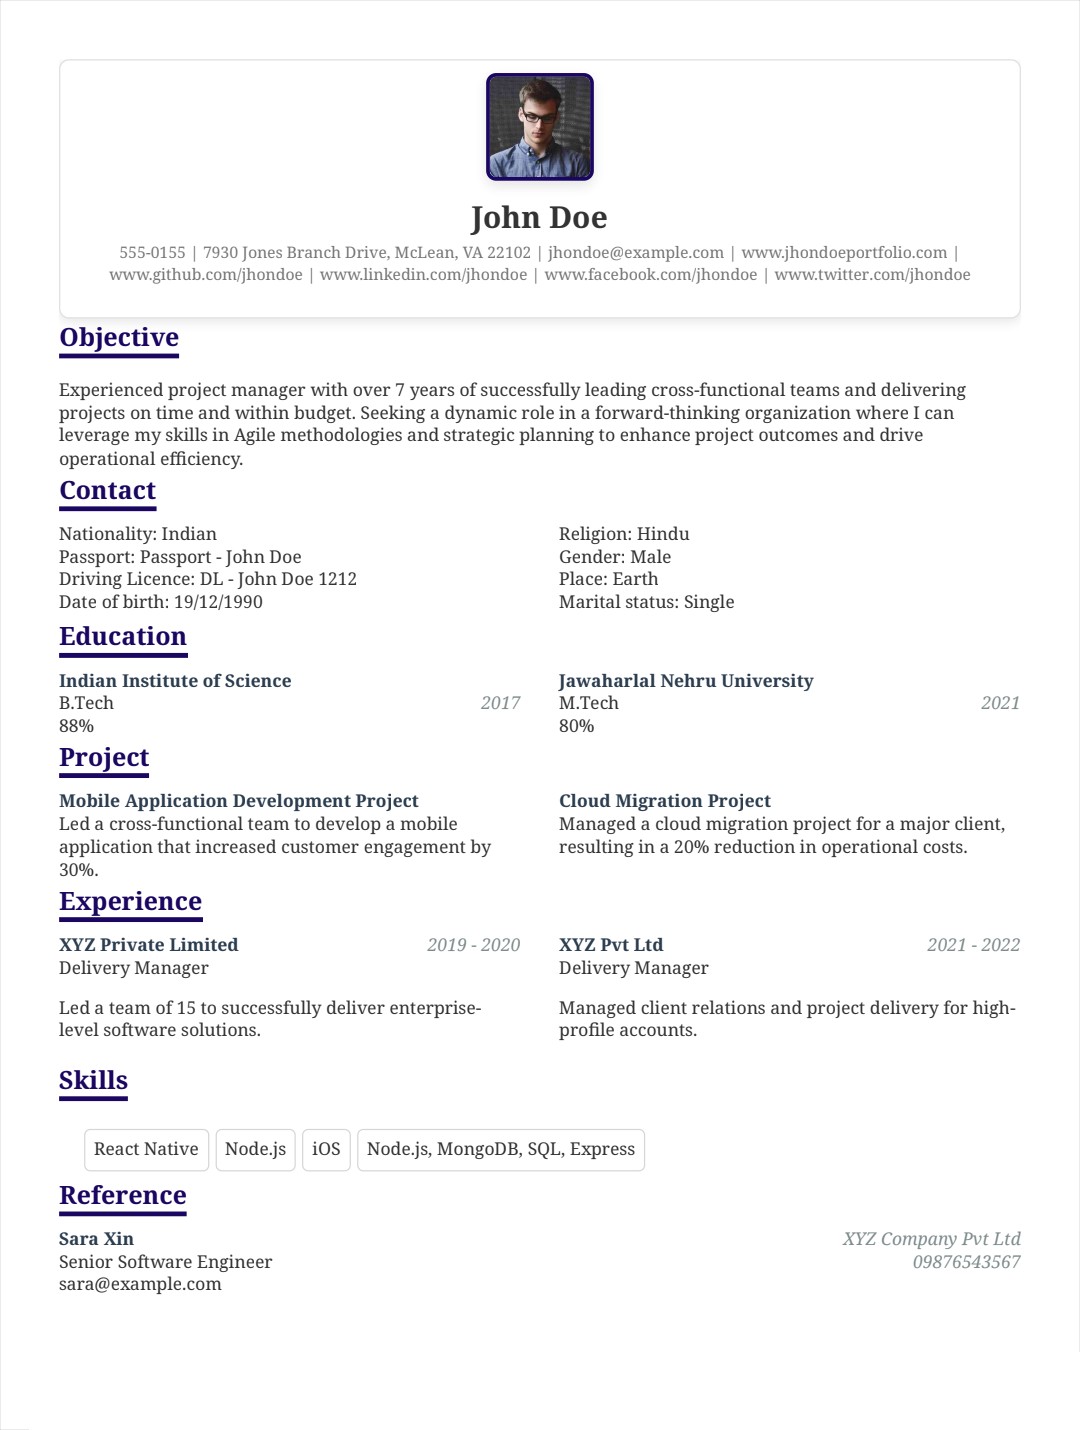 John Doe
555-0155 | 7930 Jones Branch Drive, McLean, VA 22102 | jhondoe@example.com | www.jhondoeportfolio.com |
www.github.com/jhondoe | www.linkedin.com/jhondoe | www.facebook.com/jhondoe | www.twitter.com/jhondoe
Objective
Experienced project manager with over 7 years of successfully leading cross-functional teams and delivering
projects on time and within budget. Seeking a dynamic role in a forward-thinking organization where I can
leverage my skills in Agile methodologies and strategic planning to enhance project outcomes and drive
operational efficiency.
Contact
Nationality: Indian
Passport: Passport - John Doe
Driving Licence: DL - John Doe 1212
Date of birth: 19/12/1990
Religion: Hindu
Gender: Male
Place: Earth
Marital status: Single
Education
Indian Institute of Science
B.Tech 2017
88%
Jawaharlal Nehru University
M.Tech 2021
80%
Project
Mobile Application Development Project
Led a cross-functional team to develop a mobile
application that increased customer engagement by
30%.
Cloud Migration Project
Managed a cloud migration project for a major client,
resulting in a 20% reduction in operational costs.
Experience
XYZ Private Limited 2019 - 2020
Delivery Manager
Led a team of 15 to successfully deliver enterprise-
level software solutions.
XYZ Pvt Ltd 2021 - 2022
Delivery Manager
Managed client relations and project delivery for high-
profile accounts.
Skills
React Native Node.js iOS Node.js, MongoDB, SQL, Express
Reference
Sara Xin XYZ Company Pvt Ltd
Senior Software Engineer 09876543567
sara@example.com